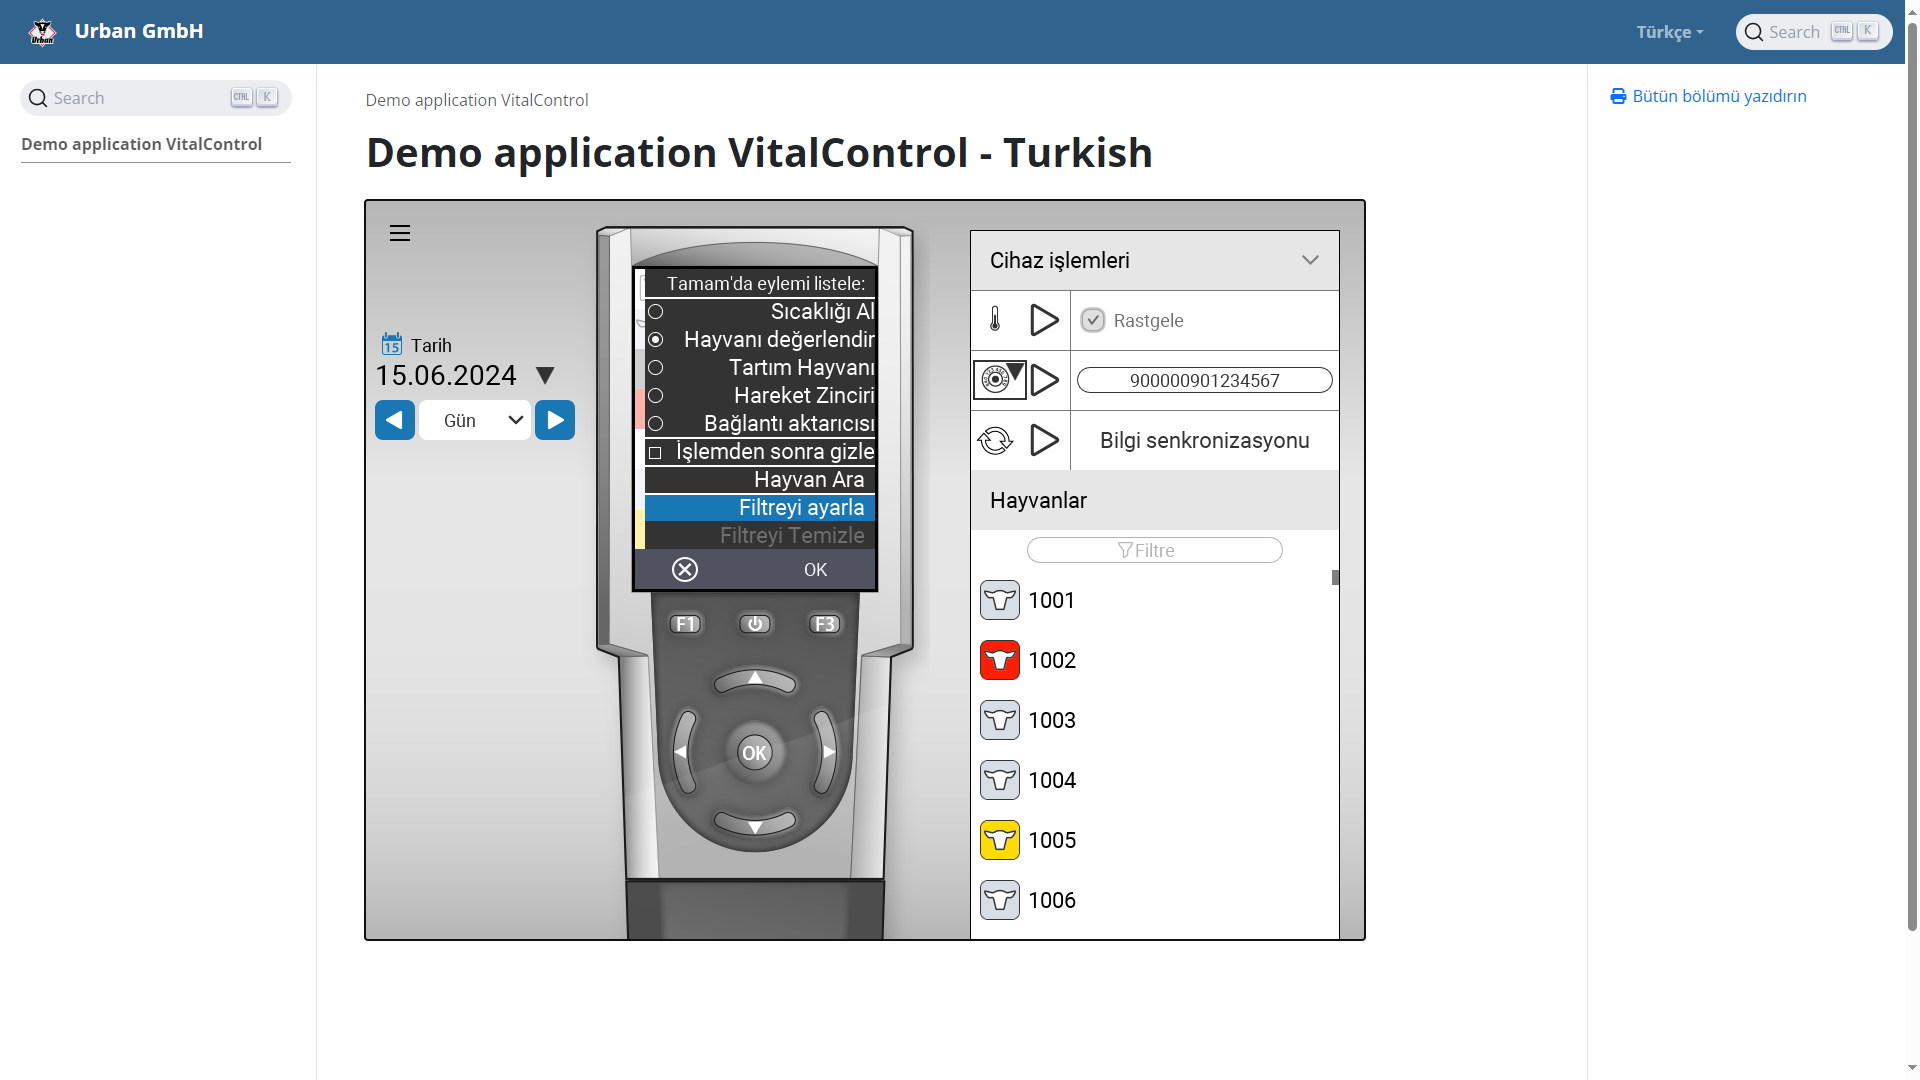 Urban GmbH
Türkçe
Search CTRL K
Search CTRL K
Demo application VitalControl
Demo application VitalControl
Demo application VitalControl - Turkish
Bütün bölümü yazıdırın
15 Tarih
15.06.2024
Gün
Tamam'da eylemi listele:
Sıcaklığı Al
Hayvanı değerlendir
Tartım Hayvanı
Hareket Zinciri
Bağlantı aktarıcısı
İşlemden sonra gizle
Hayvan Ara
Filtreyi ayarla
Filtreyi Temizle
OK
F1 F3
OK
Cihaz işlemleri
Rastgele
900000901234567
Bilgi senkronizasyonu
Hayvanlar
Filtre
1001
1002
1003
1004
1005
1006